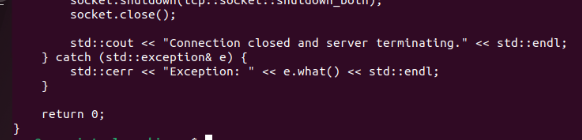 socket.shutdown(tcp::socket::shutdown_both);
socket.close();
std::cout << "Connection closed and server terminating." << std::endl;
} catch (std::exception& e) {
std::cerr << "Exception: " << e.what() << std::endl;
}
return 0;
}